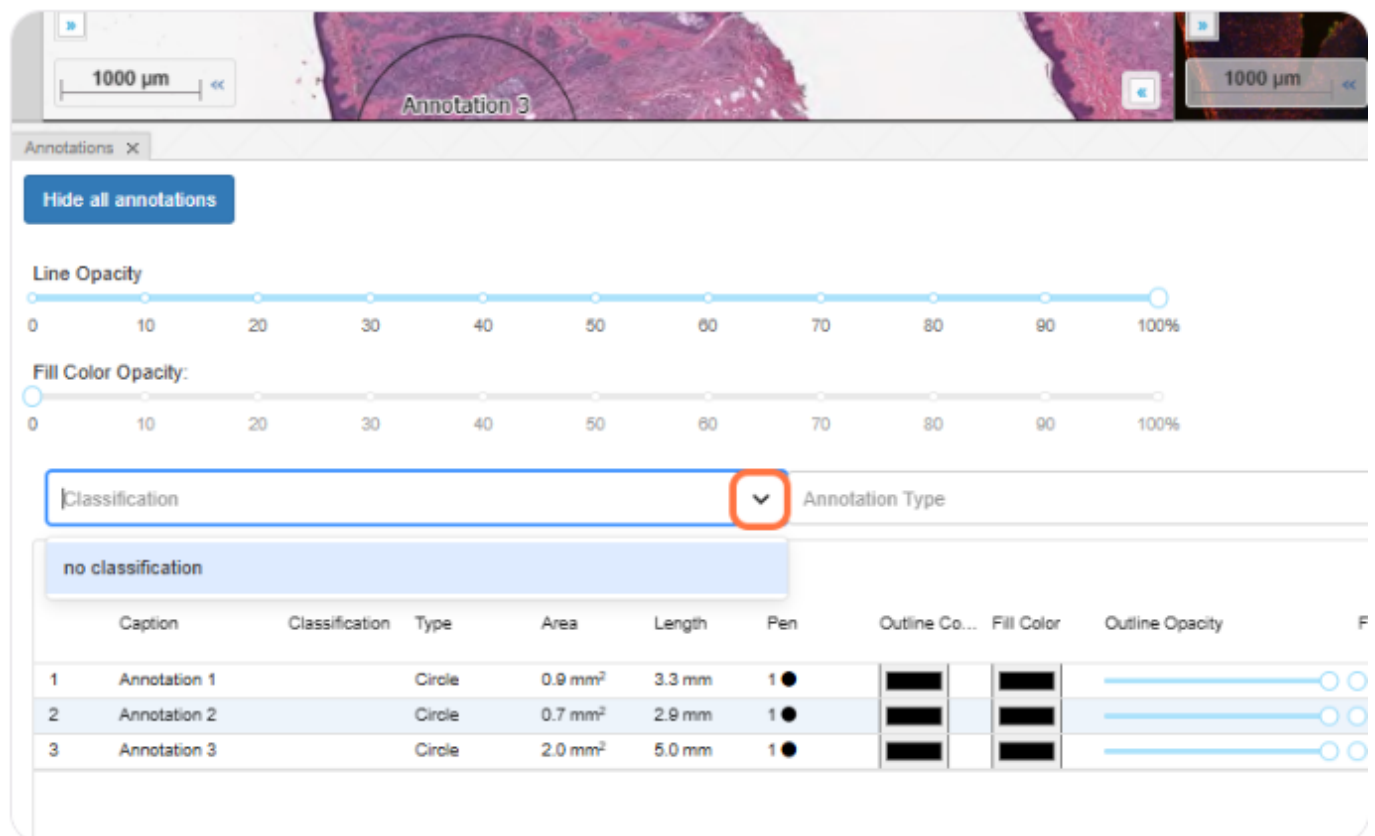 1000 μm
1000 μm
Annotation 3
Annotations
Hide all annotations
Line Opacity
0 10 20 30 40 50 60 70 80 90 100%
Fill Color Opacity:
0 10 20 30 40 50 60 70 80 90 100%
Classification Annotation Type
no classification
Caption Classification Type Area Length Pen Outline Co... Fill Color Outline Opacity F
1 Annotation 1 Circle 0.9 mm² 3.3 mm 1
2 Annotation 2 Circle 0.7 mm² 2.9 mm 1
3 Annotation 3 Circle 2.0 mm² 5.0 mm 1